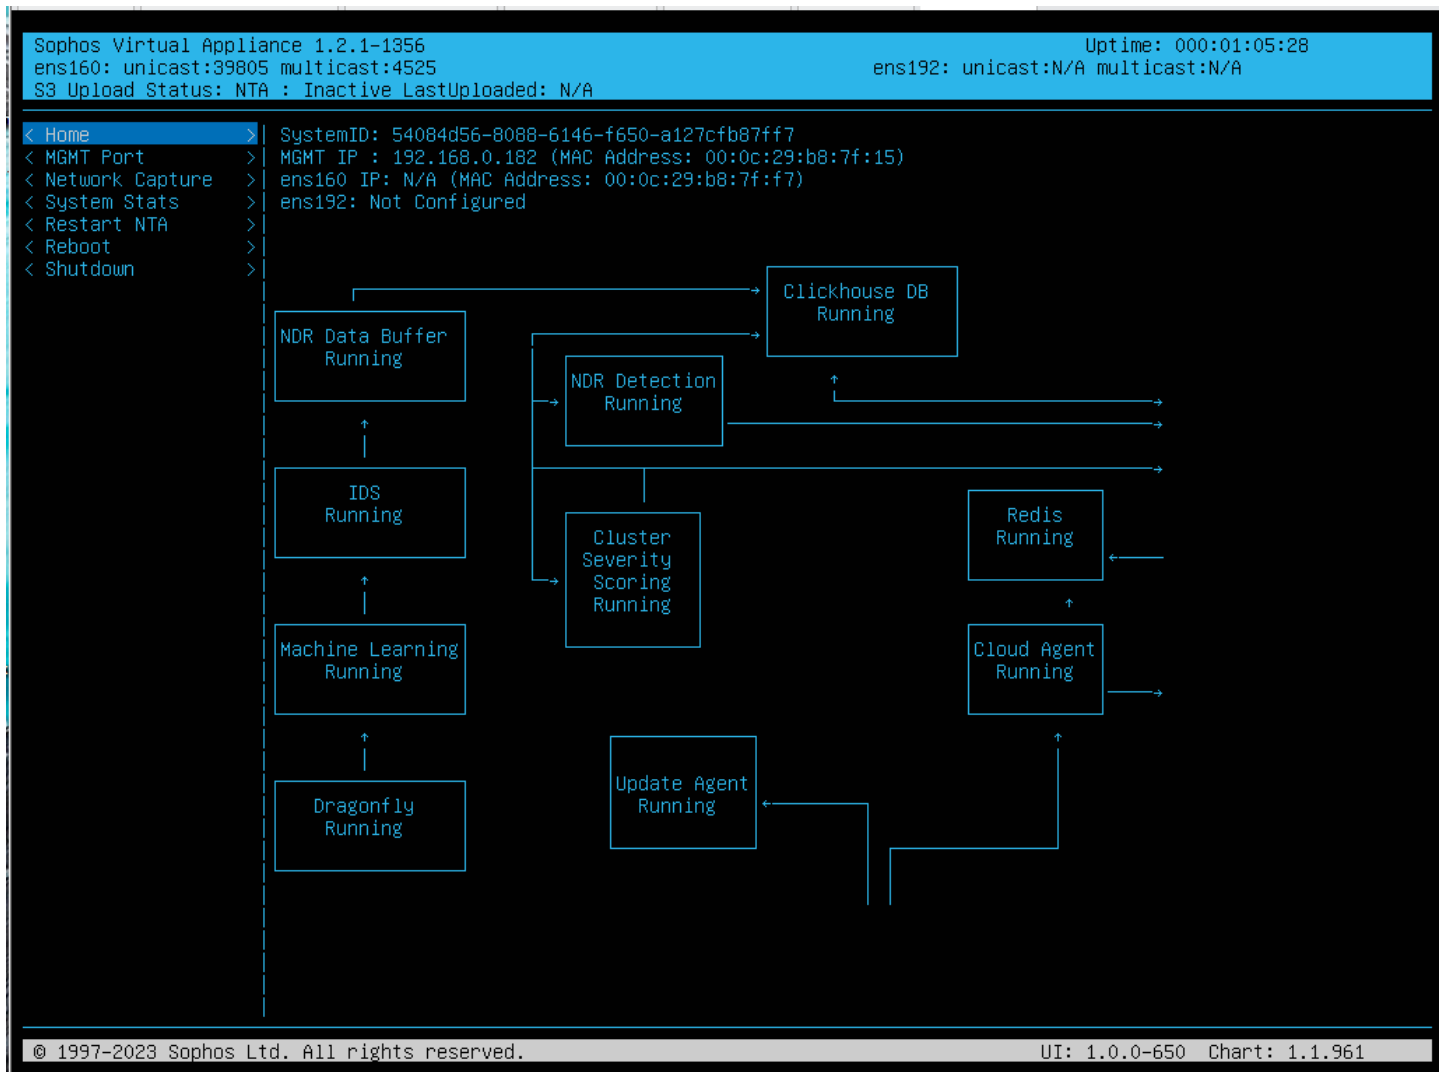 Sophos Virtual Appliance 1.2.1-1356
Uptime: 000:01:05:28
ens160: unicast:39805 multicast:4525
ens192: unicast:N/A multicast:N/A
S3 Upload Status: NTA : Inactive LastUploaded: N/A
< Home >
< MGMT Port >
< Network Capture >
< System Stats >
< Restart NTA >
< Reboot >
< Shutdown >
SystemID: 54084d56-8088-6146-f650-a127cfb87ff7
MGMT IP : 192.168.0.182 (MAC Address: 00:0c:29:b8:7f:15)
ens160 IP: N/A (MAC Address: 00:0c:29:b8:7f:f7)
ens192: Not Configured
Clickhouse DB
Running
NDR Data Buffer
Running
NDR Detection
Running
IDS
Running
Cluster
Severity
Scoring
Running
Redis
Running
Machine Learning
Running
Cloud Agent
Running
Update Agent
Running
Dragonfly
Running
© 1997-2023 Sophos Ltd. All rights reserved.
UI: 1.0.0-650 Chart: 1.1.961